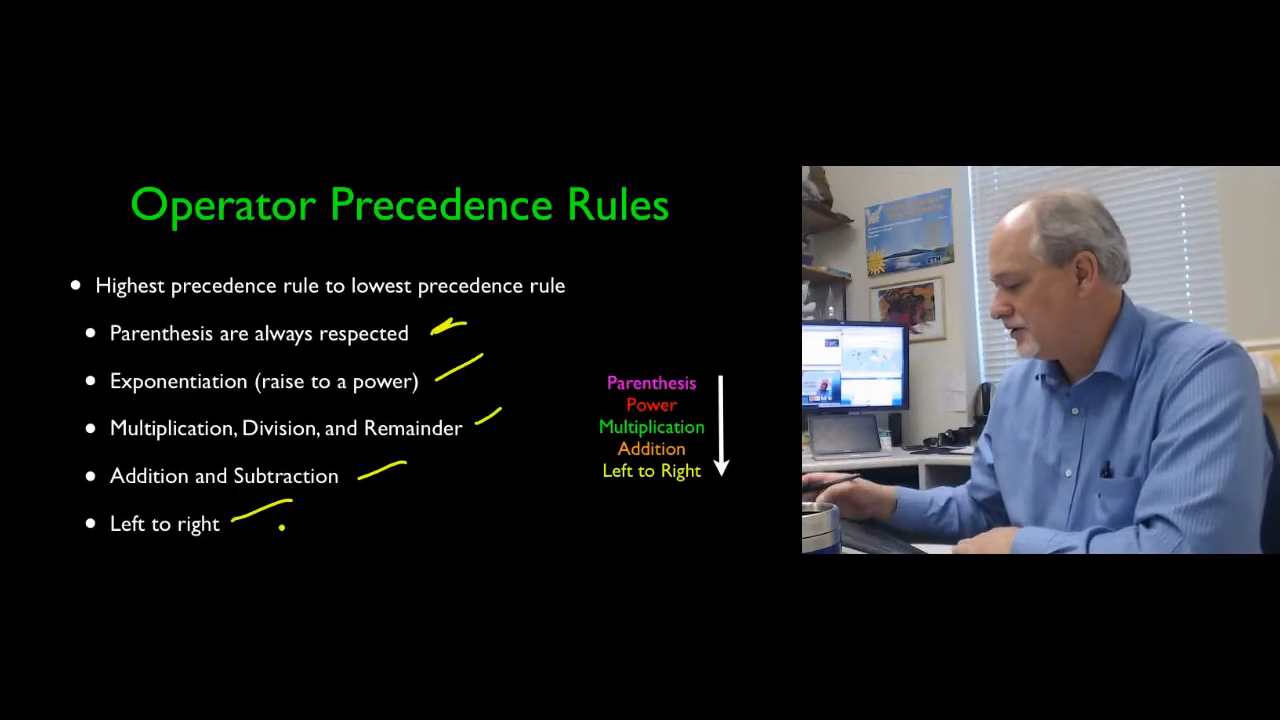 Operator Precedence Rules
Highest precedence rule to lowest precedence rule
Parenthesis are always respected
Exponentiation (raise to a power)
Multiplication, Division, and Remainder
Addition and Subtraction
Left to right
Parenthesis
Power
Multiplication
Addition
Left to Right